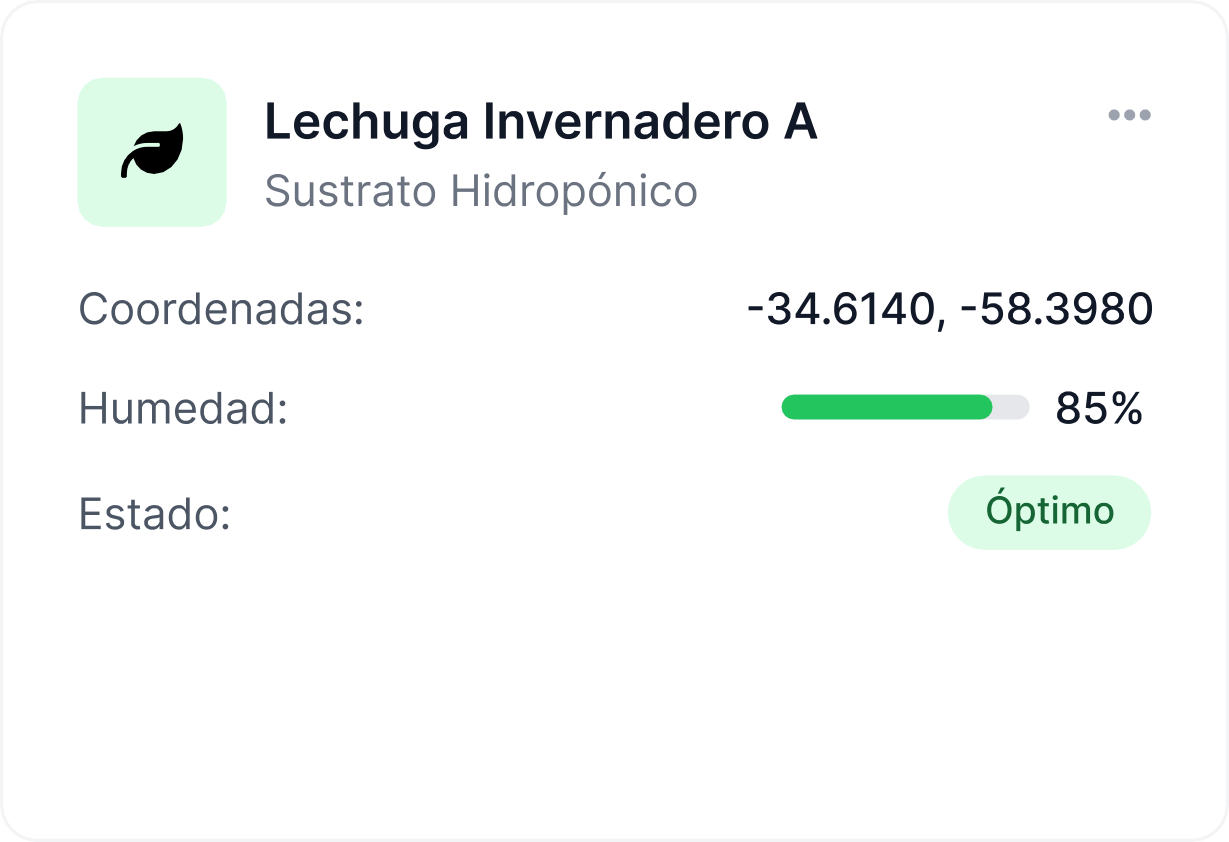 Lechuga Invernadero A
Sustrato Hidropónico
Coordenadas: -34.6140, -58.3980
Humedad: 85%
Estado: Óptimo